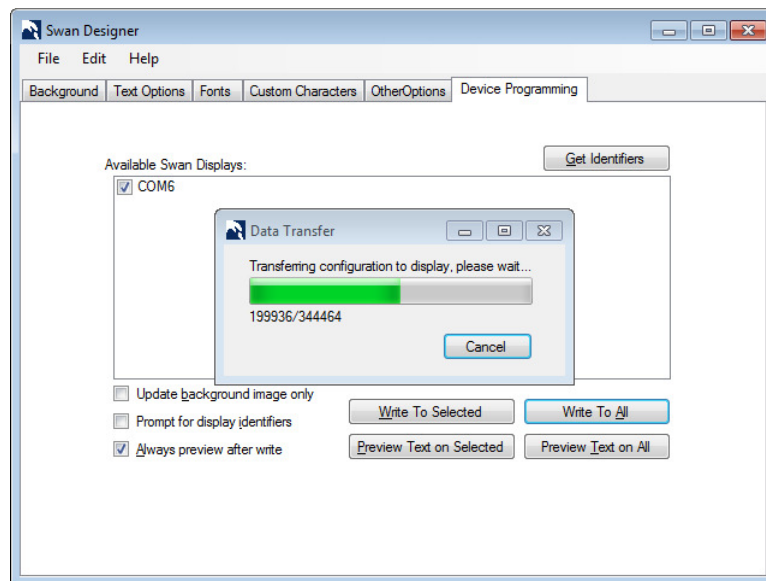 Swan Designer
File Edit Help
Background Text Options Fonts Custom Characters OtherOptions Device Programming
Get Identifiers
Available Swan Displays:
COM6
Data Transfer
Transferring configuration to display, please wait...
199936/344464
Cancel
Update background image only
Prompt for display identifiers
Always preview after write
Write To Selected Write To All
Preview Text on Selected Preview Text on All